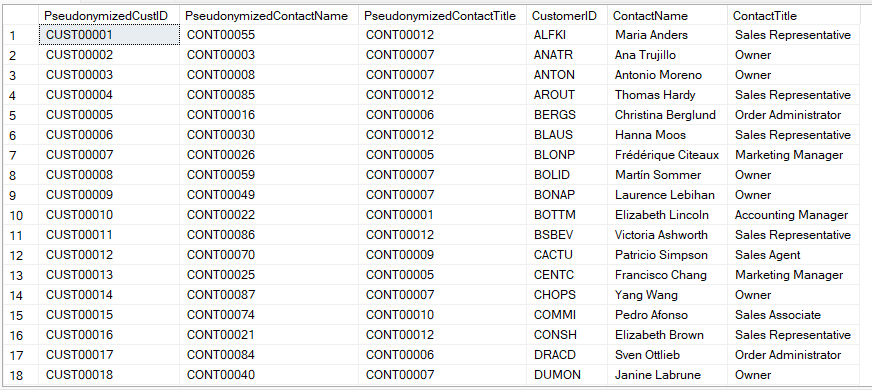 PseudonymizedCustID PseudonymizedContactName PseudonymizedContactTitle CustomerID ContactName ContactTitle
1 CUST00001 CONT00055 CONT00012 ALFKI Maria Anders Sales Representative
2 CUST00002 CONT00003 CONT00007 ANATR Ana Trujillo Owner
3 CUST00003 CONT00008 CONT00007 ANTON Antonio Moreno Owner
4 CUST00004 CONT00085 CONT00012 AROUT Thomas Hardy Sales Representative
5 CUST00005 CONT00016 CONT00006 BERGS Christina Berglund Order Administrator
6 CUST00006 CONT00030 CONT00012 BLAUS Hanna Moos Sales Representative
7 CUST00007 CONT00026 CONT00005 BLONP Frédérique Citeaux Marketing Manager
8 CUST00008 CONT00059 CONT00007 BOLID Martín Sommer Owner
9 CUST00009 CONT00049 CONT00007 BONAP Laurence Lebihan Owner
10 CUST00010 CONT00022 CONT00001 BOTTM Elizabeth Lincoln Accounting Manager
11 CUST00011 CONT00086 CONT00012 BSBEV Victoria Ashworth Sales Representative
12 CUST00012 CONT00070 CONT00009 CACTU Patricio Simpson Sales Agent
13 CUST00013 CONT00025 CONT00005 CENTC Francisco Chang Marketing Manager
14 CUST00014 CONT00087 CONT00007 CHOPS Yang Wang Owner
15 CUST00015 CONT00074 CONT00010 COMMI Pedro Afonso Sales Associate
16 CUST00016 CONT00021 CONT00012 CONSH Elizabeth Brown Sales Representative
17 CUST00017 CONT00084 CONT00006 DRACD Sven Ottlieb Order Administrator
18 CUST00018 CONT00040 CONT00007 DUMON Janine Labrune Owner